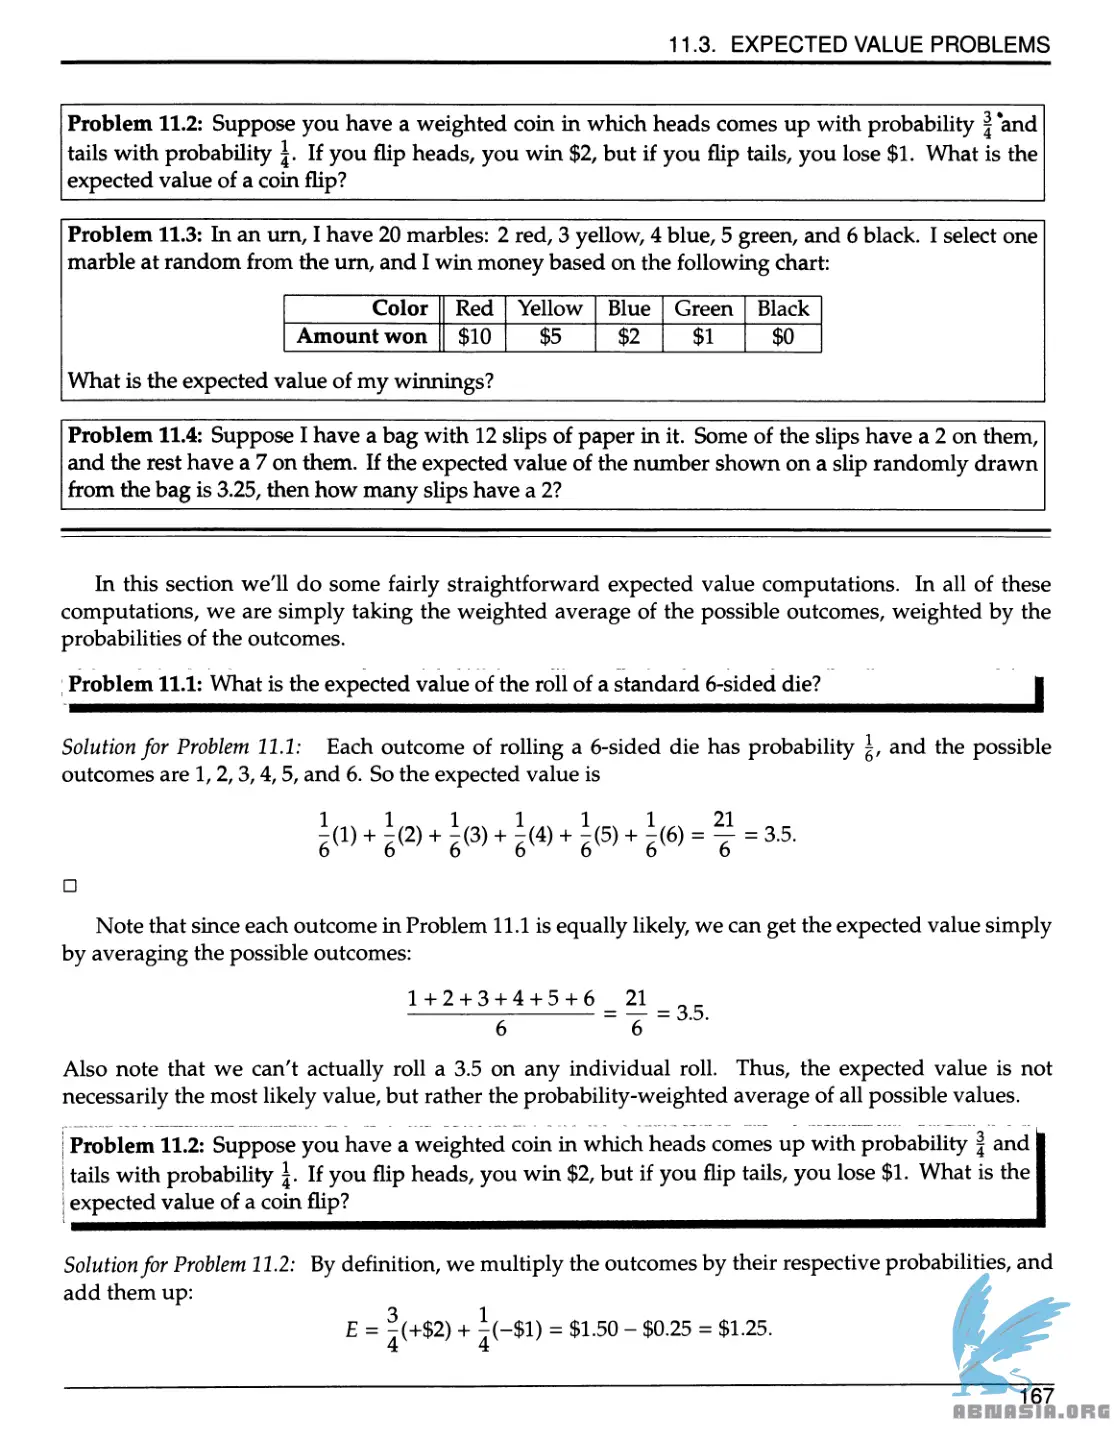 11.3. EXPECTED VALUE PROBLEMS
Problem 11.2: Suppose you have a weighted coin in which heads comes up with probability 3/4 and
tails with probability 1/4. If you flip heads, you win $2, but if you flip tails, you lose $1. What is the
expected value of a coin flip?
Problem 11.3: In an urn, I have 20 marbles: 2 red, 3 yellow, 4 blue, 5 green, and 6 black. I select one
marble at random from the urn, and I win money based on the following chart:
Color Red Yellow Blue Green Black
Amount won $10 $5 $2 $1 $0
What is the expected value of my winnings?
Problem 11.4: Suppose I have a bag with 12 slips of paper in it. Some of the slips have a 2 on them,
and the rest have a 7 on them. If the expected value of the number shown on a slip randomly drawn
from the bag is 3.25, then how many slips have a 2?
In this section we'll do some fairly straightforward expected value computations. In all of these
computations, we are simply taking the weighted average of the possible outcomes, weighted by the
probabilities of the outcomes.
Problem 11.1: What is the expected value of the roll of a standard 6-sided die?
Solution for Problem 11.1: Each outcome of rolling a 6-sided die has probability 1/6, and the possible
outcomes are 1, 2, 3, 4, 5, and 6. So the expected value is
1/6(1) + 1/6(2) + 1/6(3) + 1/6(4) + 1/6(5) + 1/6(6) = 21/6 = 3.5.
□
Note that since each outcome in Problem 11.1 is equally likely, we can get the expected value simply
by averaging the possible outcomes:
(1 + 2 + 3 + 4 + 5 + 6)/6 = 21/6 = 3.5.
Also note that we can't actually roll a 3.5 on any individual roll. Thus, the expected value is not
necessarily the most likely value, but rather the probability-weighted average of all possible values.
Problem 11.2: Suppose you have a weighted coin in which heads comes up with probability 3/4 and
tails with probability 1/4. If you flip heads, you win $2, but if you flip tails, you lose $1. What is the
expected value of a coin flip?
Solution for Problem 11.2: By definition, we multiply the outcomes by their respective probabilities, and
add them up:
E = 3/4(+$2) + 1/4(−$1) = $1.50 − $0.25 = $1.25.
167
ABNASIA.ORG